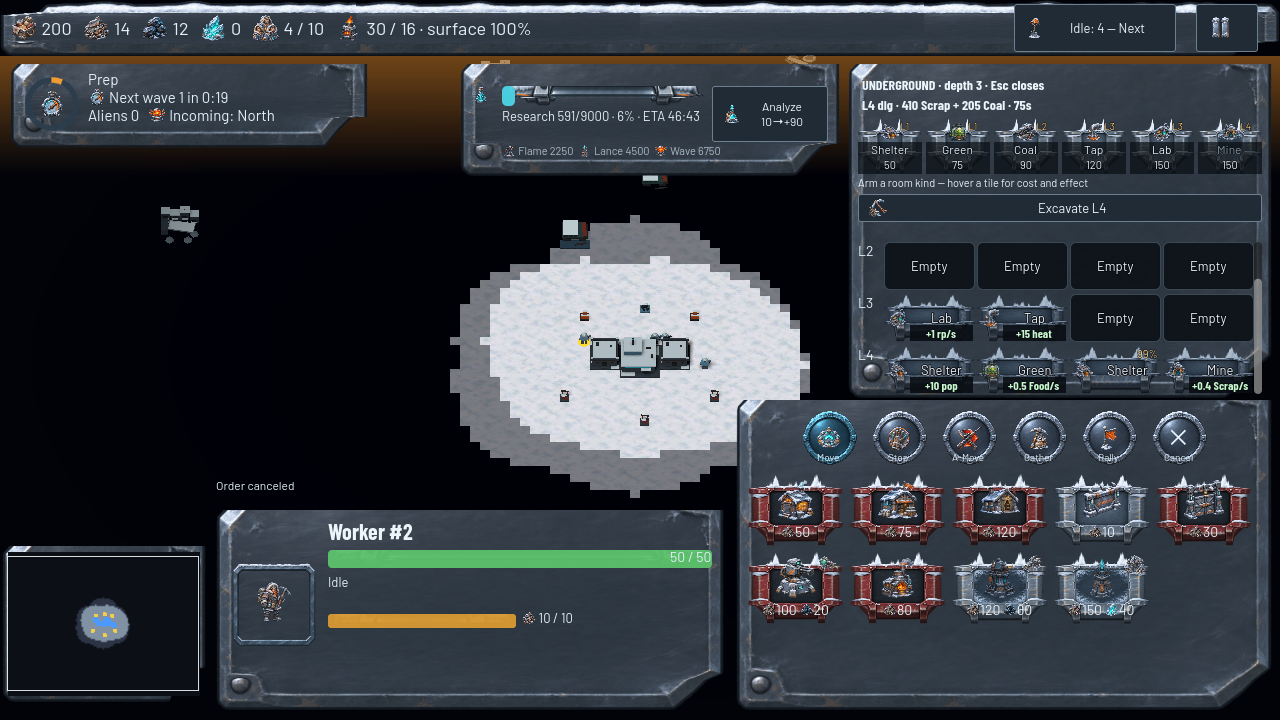 200 14 12 0 4 / 10 30 / 16 · surface 100%
Idle: 4 — Next
Prep
Next wave 1 in 0:19
Aliens 0 Incoming: North
Research 591/9000 · 6% · ETA 46:43
Flame 2250 Lance 4500 Wave 6750
Analyze
10→+90
UNDERGROUND · depth 3 · Esc closes
L4 dig · 410 Scrap + 205 Coal · 75s
Shelter Green Coal Tap Lab Mine
50 75 90 120 150 150
Arm a room kind — hover a tile for cost and effect
Excavate L4
L2 Empty Empty Empty Empty
L3 Lab Tap Empty Empty
+1 rp/s +15 heat
99%
L4 Shelter Green Shelter Mine
+10 pop +0.5 Food/s +0.4 Scrap/s
Move Stop A-Move Gather Rally Cancel
50 75 120 10 30
100 20 80 120 60 150 40
Order canceled
Worker #2
50 / 50
Idle
10 / 10